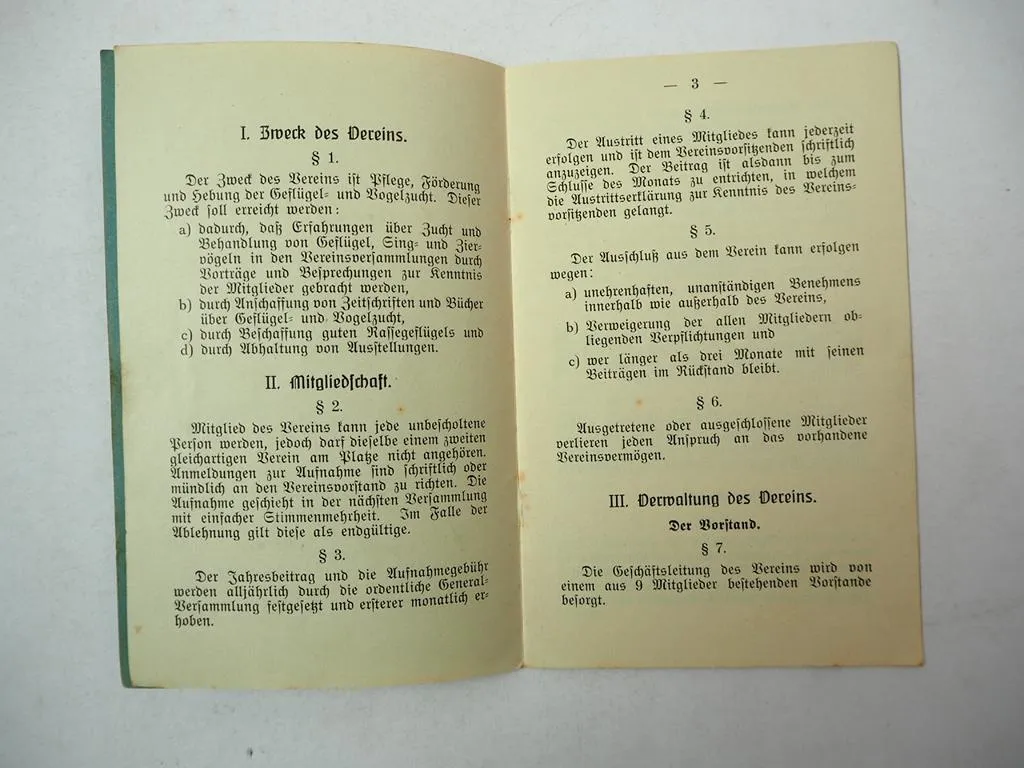 I. Zweck des Vereins.
§ 1.
Der Zweck des Vereins ist Pflege, Förderung
und Hebung der Geflügel- und Vogelzucht. Dieser
Zweck soll erreicht werden:
a) dadurch, daß Erfahrungen über Zucht und
Behandlung von Geflügel, Sing- und Zier-
vögeln in den Vereinsversammlungen durch
Vorträge und Besprechungen zur Kenntnis
der Mitglieder gebracht werden,
b) durch Anschaffung von Zeitschriften und Bücher
über Geflügel- und Vogelzucht,
c) durch Beschaffung guten Rassegeflügels und
d) durch Abhaltung von Ausstellungen.
II. Mitgliedschaft.
§ 2.
Mitglied des Vereins kann jede unbescholtene
Person werden, jedoch darf dieselbe einem zweiten
gleichartigen Verein am Platze nicht angehören.
Anmeldungen zur Aufnahme sind schriftlich oder
mündlich an den Vereinsvorstand zu richten. Die
Aufnahme geschieht in der nächsten Versammlung
mit einfacher Stimmenmehrheit. Im Falle der
Ablehnung gilt diese als endgültige.
§ 3.
Der Jahresbeitrag und die Aufnahmegebühr
werden alljährlich durch die ordentliche General-
Versammlung festgesetzt und ersterer monatlich er-
hoben.
— 3 —
§ 4.
Der Austritt eines Mitgliedes kann jederzeit
erfolgen und ist dem Vereinsvorsitzenden schriftlich
anzuzeigen. Der Beitrag ist alsdann bis zum
Schlusse des Monats zu entrichten, in welchem
die Austrittserklärung zur Kenntnis des Vereins-
vorsitzenden gelangt.
§ 5.
Der Ausschluß aus dem Verein kann erfolgen
wegen:
a) unehrenhaften, unanständigen Benehmens
innerhalb wie außerhalb des Vereins,
b) Verweigerung der allen Mitgliedern ob-
liegenden Verpflichtungen und
c) wer länger als drei Monate mit seinen
Beiträgen im Rückstand bleibt.
§ 6.
Ausgetretene oder ausgeschlossene Mitglieder
verlieren jeden Anspruch an das vorhandene
Vereinsvermögen.
III. Verwaltung des Vereins.
Der Vorstand.
§ 7.
Die Geschäftsleitung des Vereins wird von
einem aus 9 Mitglieder bestehenden Vorstande
besorgt.